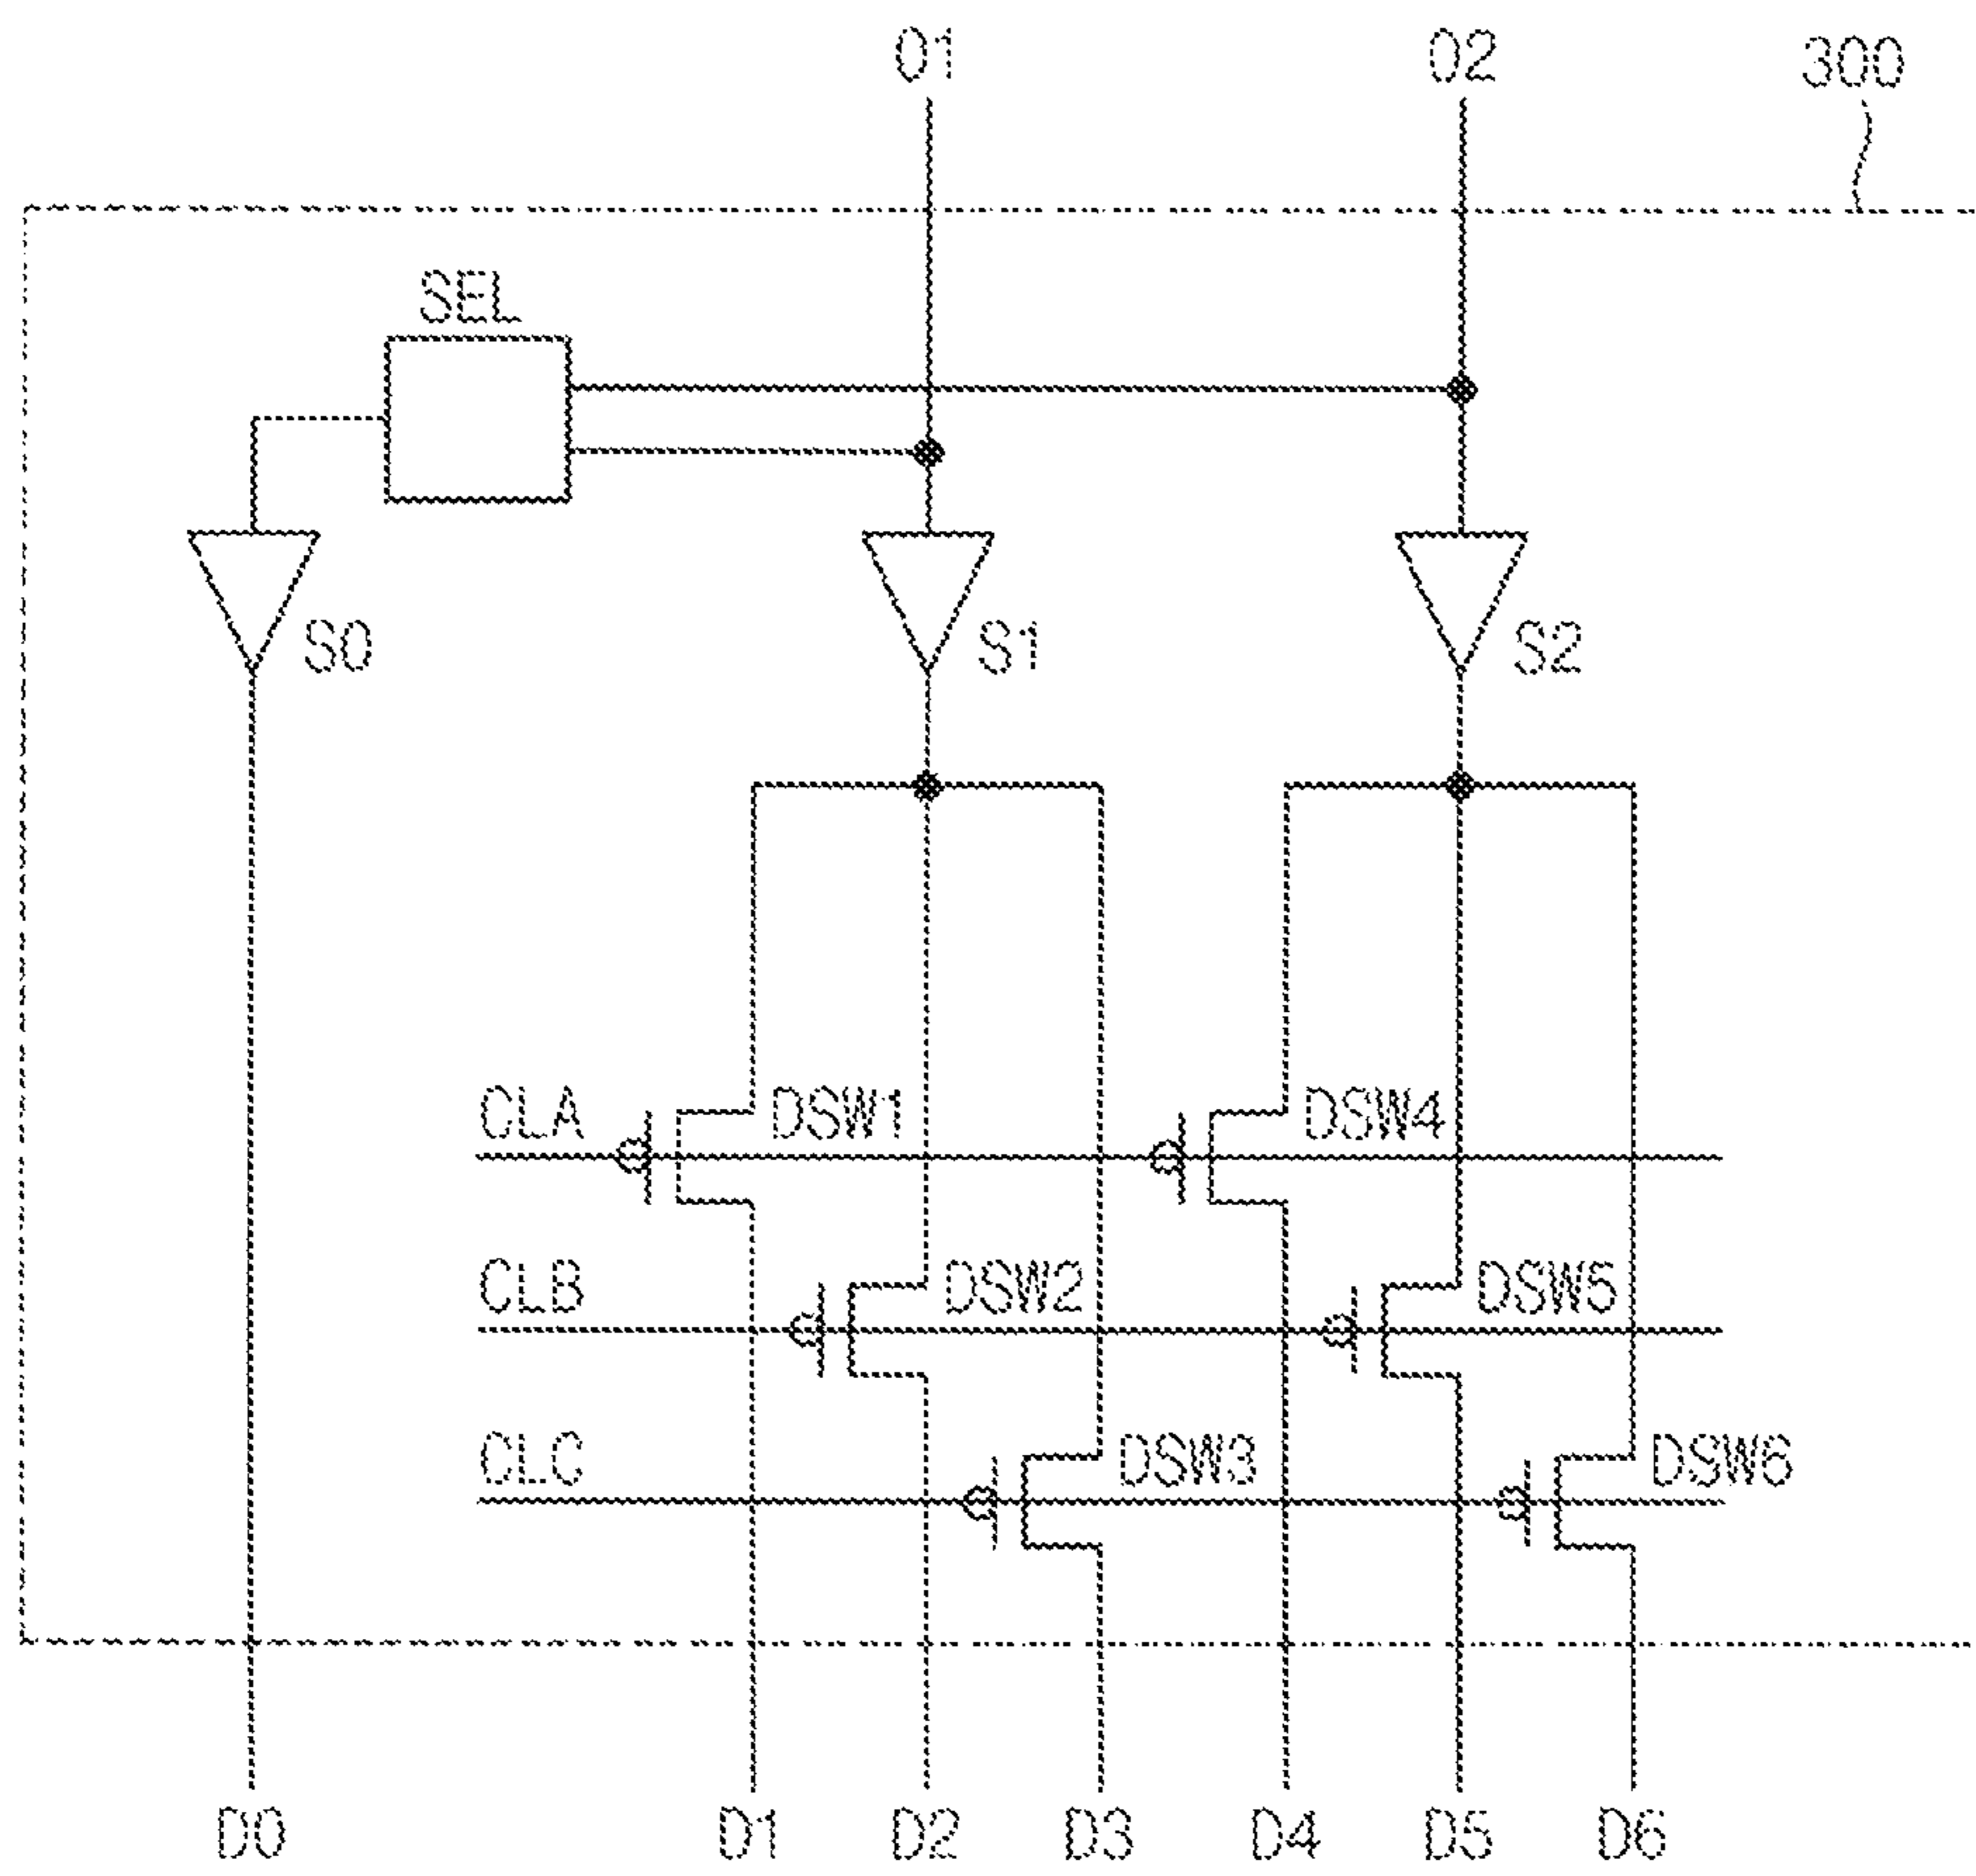 O1 O2 300
SEL
S0 S1 S2
CLA DSW1 DSW4
CLB DSW2 DSW5
CLC DSW3 DSW6
D0 D1 D2 D3 D4 D5 D6